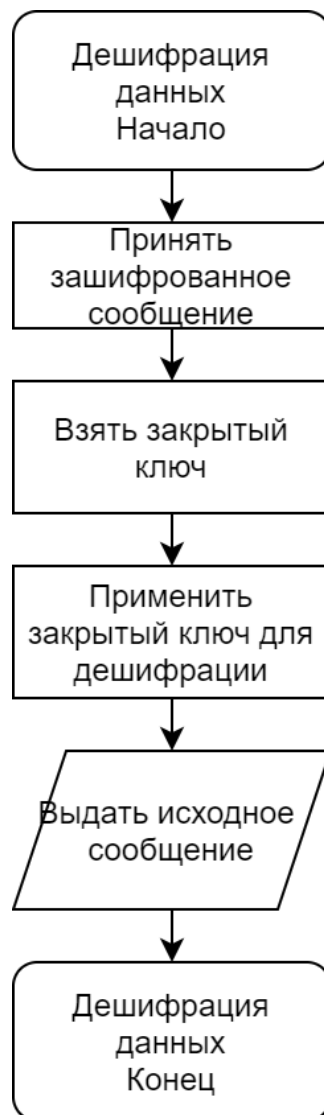 Дешифрация
данных
Начало
Принять
зашифрованное
сообщение
Взять закрытый
ключ
Применить
закрытый ключ для
дешифрации
Выдать исходное
сообщение
Дешифрация
данных
Конец